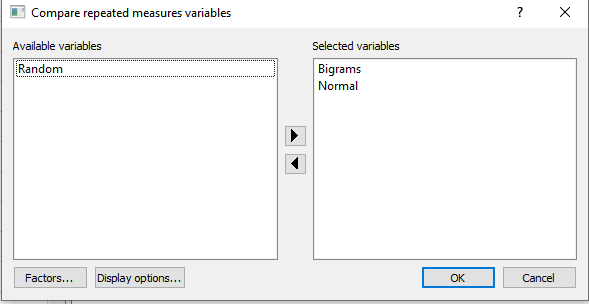 Compare repeated measures variables
?
Available variables
Selected variables
Random
Bigrams
Normal
Factors...
Display options...
OK
Cancel